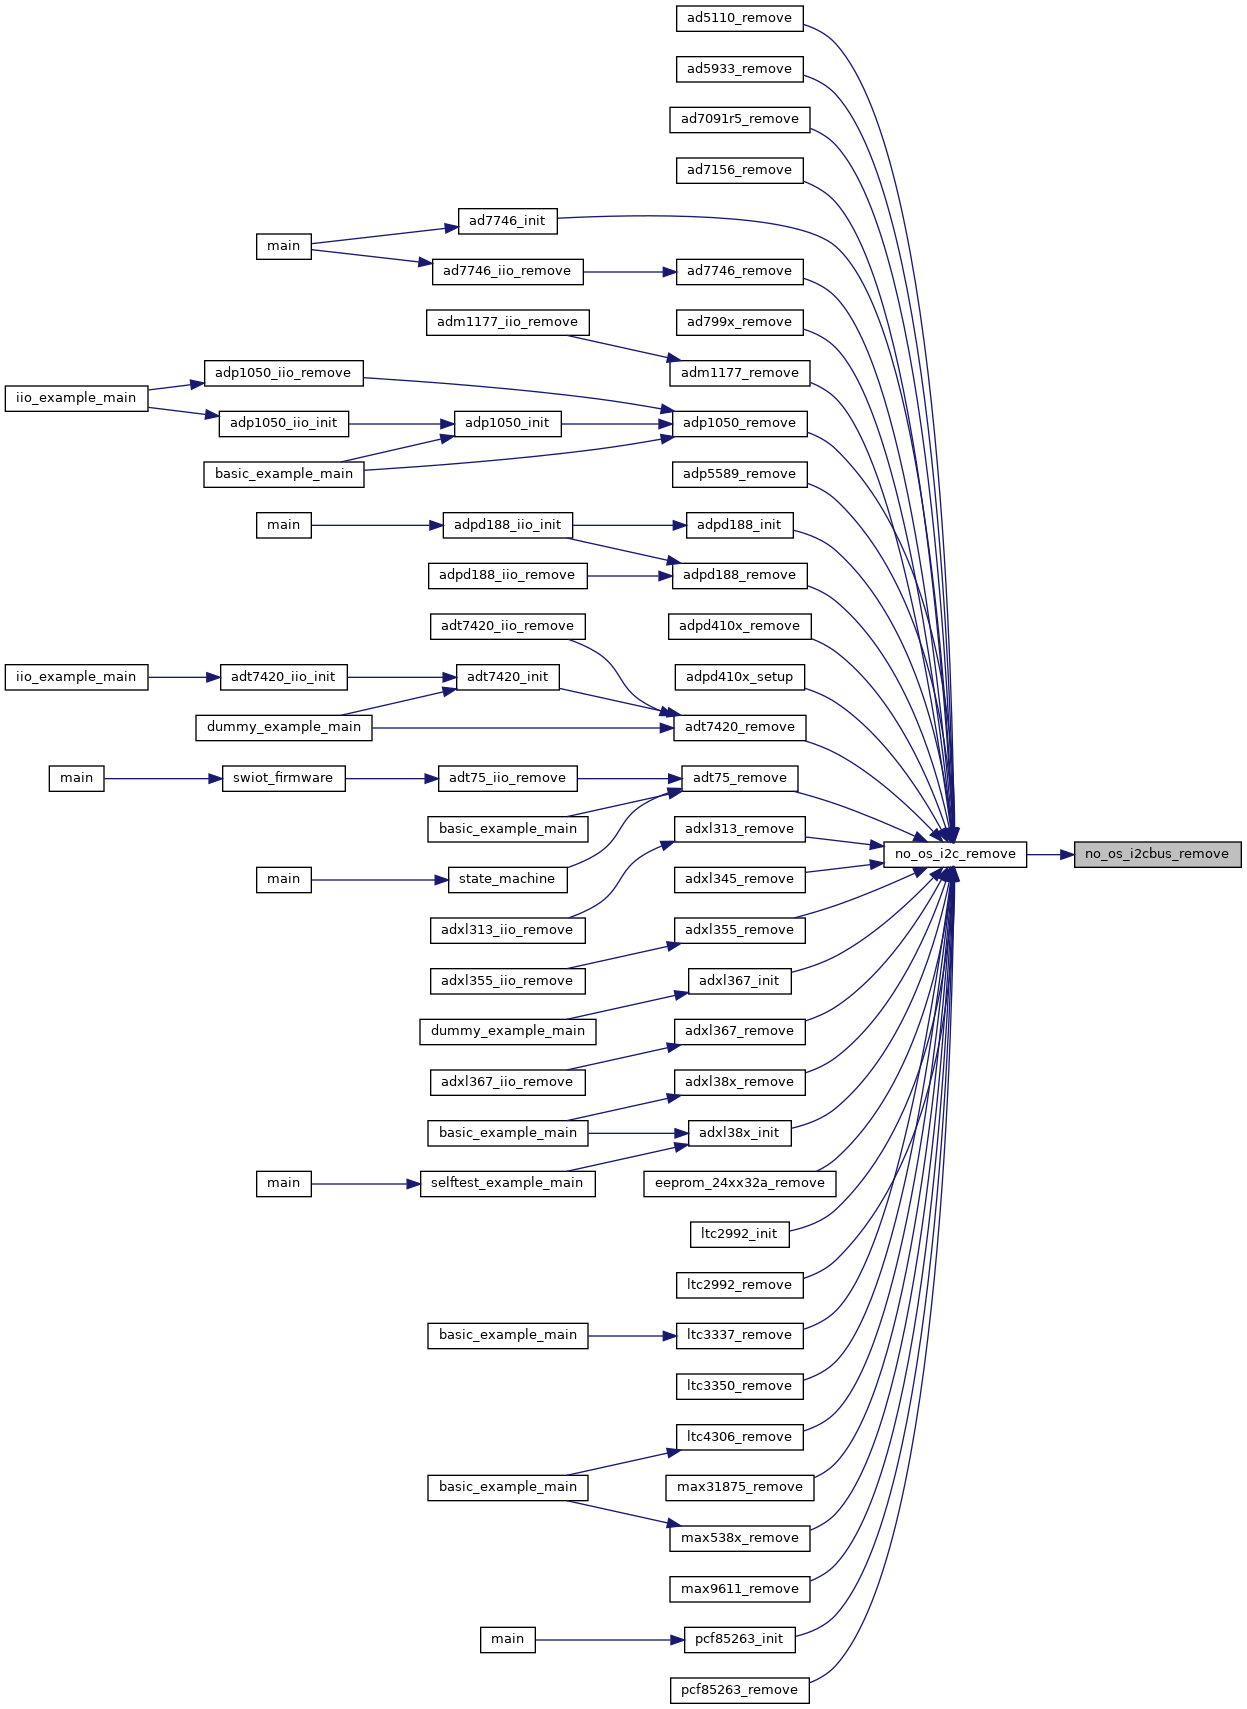 ad5110_remove
ad5933_remove
ad7091r5_remove
ad7156_remove
ad7746_init
main
ad7746_iio_remove
ad7746_remove
adm1177_iio_remove
ad799x_remove
adp1050_iio_remove
adm1177_remove
iio_example_main
adp1050_iio_init
adp1050_init
adp1050_remove
basic_example_main
adp5589_remove
main
adpd188_iio_init
adpd188_init
adpd188_iio_remove
adpd188_remove
adt7420_iio_remove
adpd410x_remove
iio_example_main
adt7420_iio_init
adt7420_init
adpd410x_setup
dummy_example_main
adt7420_remove
main
swiot_firmware
adt75_iio_remove
adt75_remove
basic_example_main
adxl313_remove
no_os_i2c_remove
no_os_i2cbus_remove
main
state_machine
adxl345_remove
adxl313_iio_remove
adxl355_remove
adxl355_iio_remove
adxl367_init
dummy_example_main
adxl367_remove
adxl367_iio_remove
adxl38x_remove
basic_example_main
adxl38x_init
main
selftest_example_main
eeprom_24xx32a_remove
ltc2992_init
ltc2992_remove
basic_example_main
ltc3337_remove
ltc3350_remove
ltc4306_remove
basic_example_main
max31875_remove
max538x_remove
max9611_remove
main
pcf85263_init
pcf85263_remove